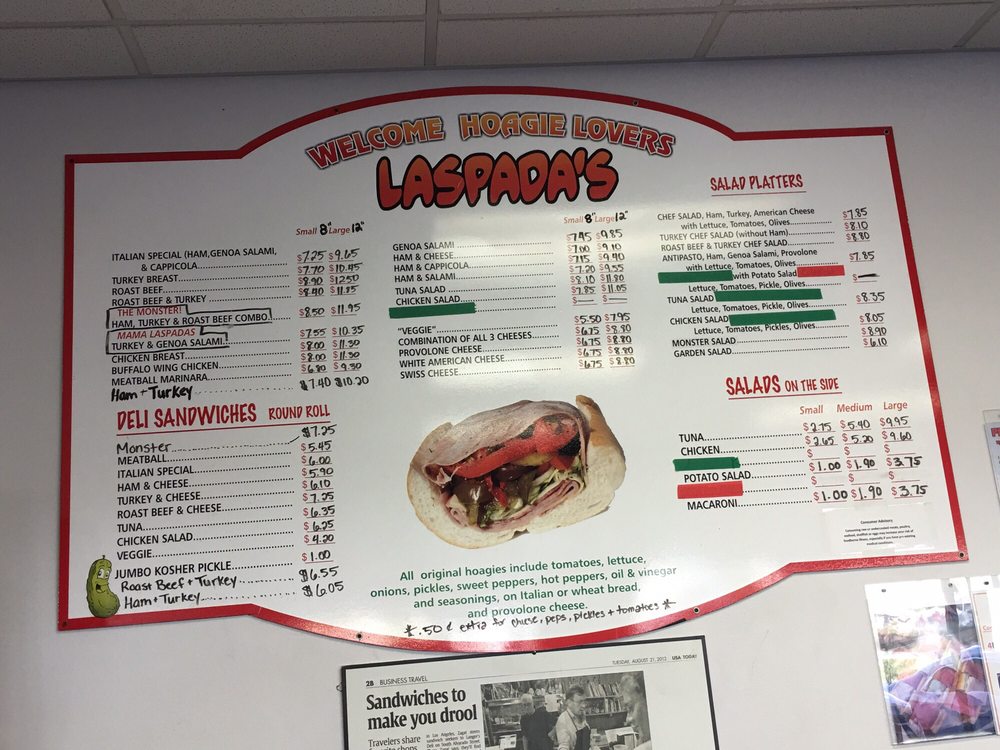 WELCOME HOAGIE LOVERS
LASPADA'S
Small 8" Large 12"
ITALIAN SPECIAL (HAM, GENOA SALAMI,
& CAPPICOLA $7.25 $9.65
TURKEY BREAST $7.70 $10.45
ROAST BEEF $8.90 $12.50
ROAST BEEF & TURKEY $8.40 $11.85
THE MONSTER!
HAM, TURKEY & ROAST BEEF COMBO $8.50 $11.95
MAMA LASPADAS
TURKEY & GENOA SALAMI $7.55 $10.35
CHICKEN BREAST $8.00 $11.30
BUFFALO WING CHICKEN $8.00 $11.30
MEATBALL MARINARA $6.80 $9.30
Ham + Turkey $7.40 $10.20
DELI SANDWICHES ROUND ROLL
Monster $7.25
MEATBALL $5.45
ITALIAN SPECIAL $6.00
HAM & CHEESE $5.90
TURKEY & CHEESE $6.10
ROAST BEEF & CHEESE $7.25
TUNA $6.35
CHICKEN SALAD $6.25
VEGGIE $4.20
JUMBO KOSHER PICKLE $1.00
Roast Beef + Turkey $6.55
Ham + Turkey $6.05
Small 8" Large 12"
GENOA SALAMI $7.45 $9.85
HAM & CHEESE $7.00 $9.10
HAM & CAPPICOLA $7.15 $9.40
HAM & SALAMI $7.20 $9.55
TUNA SALAD $8.10 $11.80
CHICKEN SALAD $7.85 $11.05
$— $—
"VEGGIE" $5.50 $7.95
COMBINATION OF ALL 3 CHEESES $6.75 $8.80
PROVOLONE CHEESE $6.75 $8.80
WHITE AMERICAN CHEESE $6.75 $8.80
SWISS CHEESE $6.75 $8.80
All original hoagies include tomatoes, lettuce,
onions, pickles, sweet peppers, hot peppers, oil & vinegar
and seasonings, on Italian or wheat bread,
and provolone cheese.
*.50¢ extra for cheese, peps, pickles + tomatoes*
SALAD PLATTERS
CHEF SALAD, Ham, Turkey, American Cheese
with Lettuce, Tomatoes, Olives $7.85
TURKEY CHEF SALAD (without Ham) $8.10
ROAST BEEF & TURKEY CHEF SALAD $8.80
ANTIPASTO, Ham, Genoa Salami, Provolone
with Lettuce, Tomatoes, Olives $7.85
with Potato Salad $—
Lettuce, Tomatoes, Pickle, Olives
TUNA SALAD
Lettuce, Tomatoes, Pickle, Olives $8.35
CHICKEN SALAD
Lettuce, Tomatoes, Pickles, Olives $8.05
MONSTER SALAD $8.90
GARDEN SALAD $6.10
SALADS ON THE SIDE
Small Medium Large
TUNA $2.75 $5.40 $9.95
CHICKEN $2.65 $5.20 $9.60
$ $ $
POTATO SALAD $1.00 $1.90 $3.75
$ $ $
MACARONI $1.00 $1.90 $3.75
Consumer Advisory
2B BUSINESS TRAVEL
TUESDAY, AUGUST 21, 2012 USA TODAY
Sandwiches to
make you drool
Travelers share